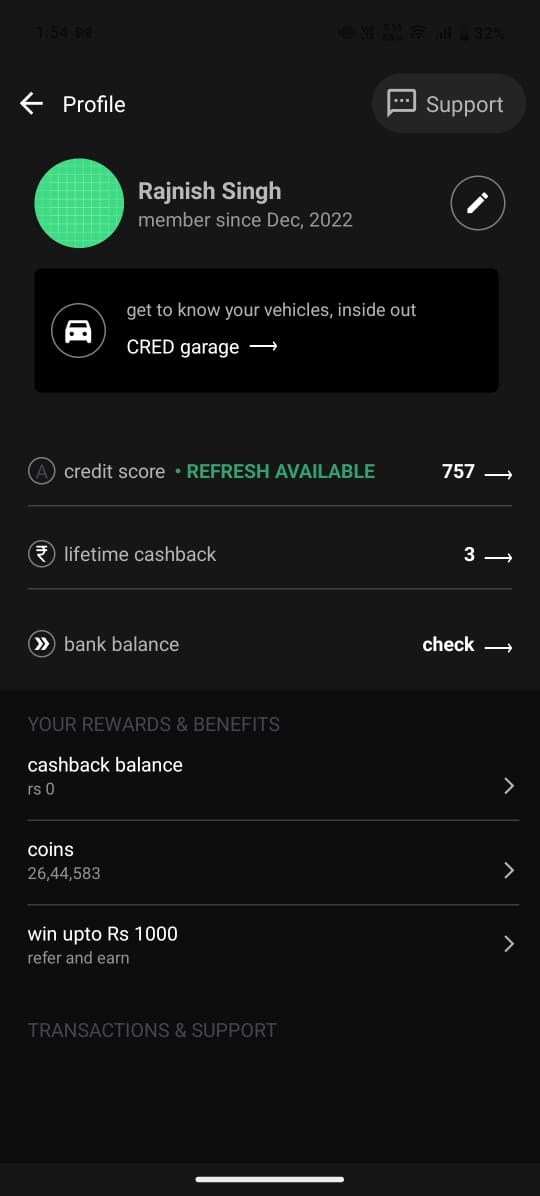 1:54
32%
Profile
Support
Rajnish Singh
member since Dec, 2022
get to know your vehicles, inside out
CRED garage
credit score • REFRESH AVAILABLE 757
lifetime cashback 3
bank balance check
YOUR REWARDS & BENEFITS
cashback balance
rs 0
coins
26,44,583
win upto Rs 1000
refer and earn
TRANSACTIONS & SUPPORT